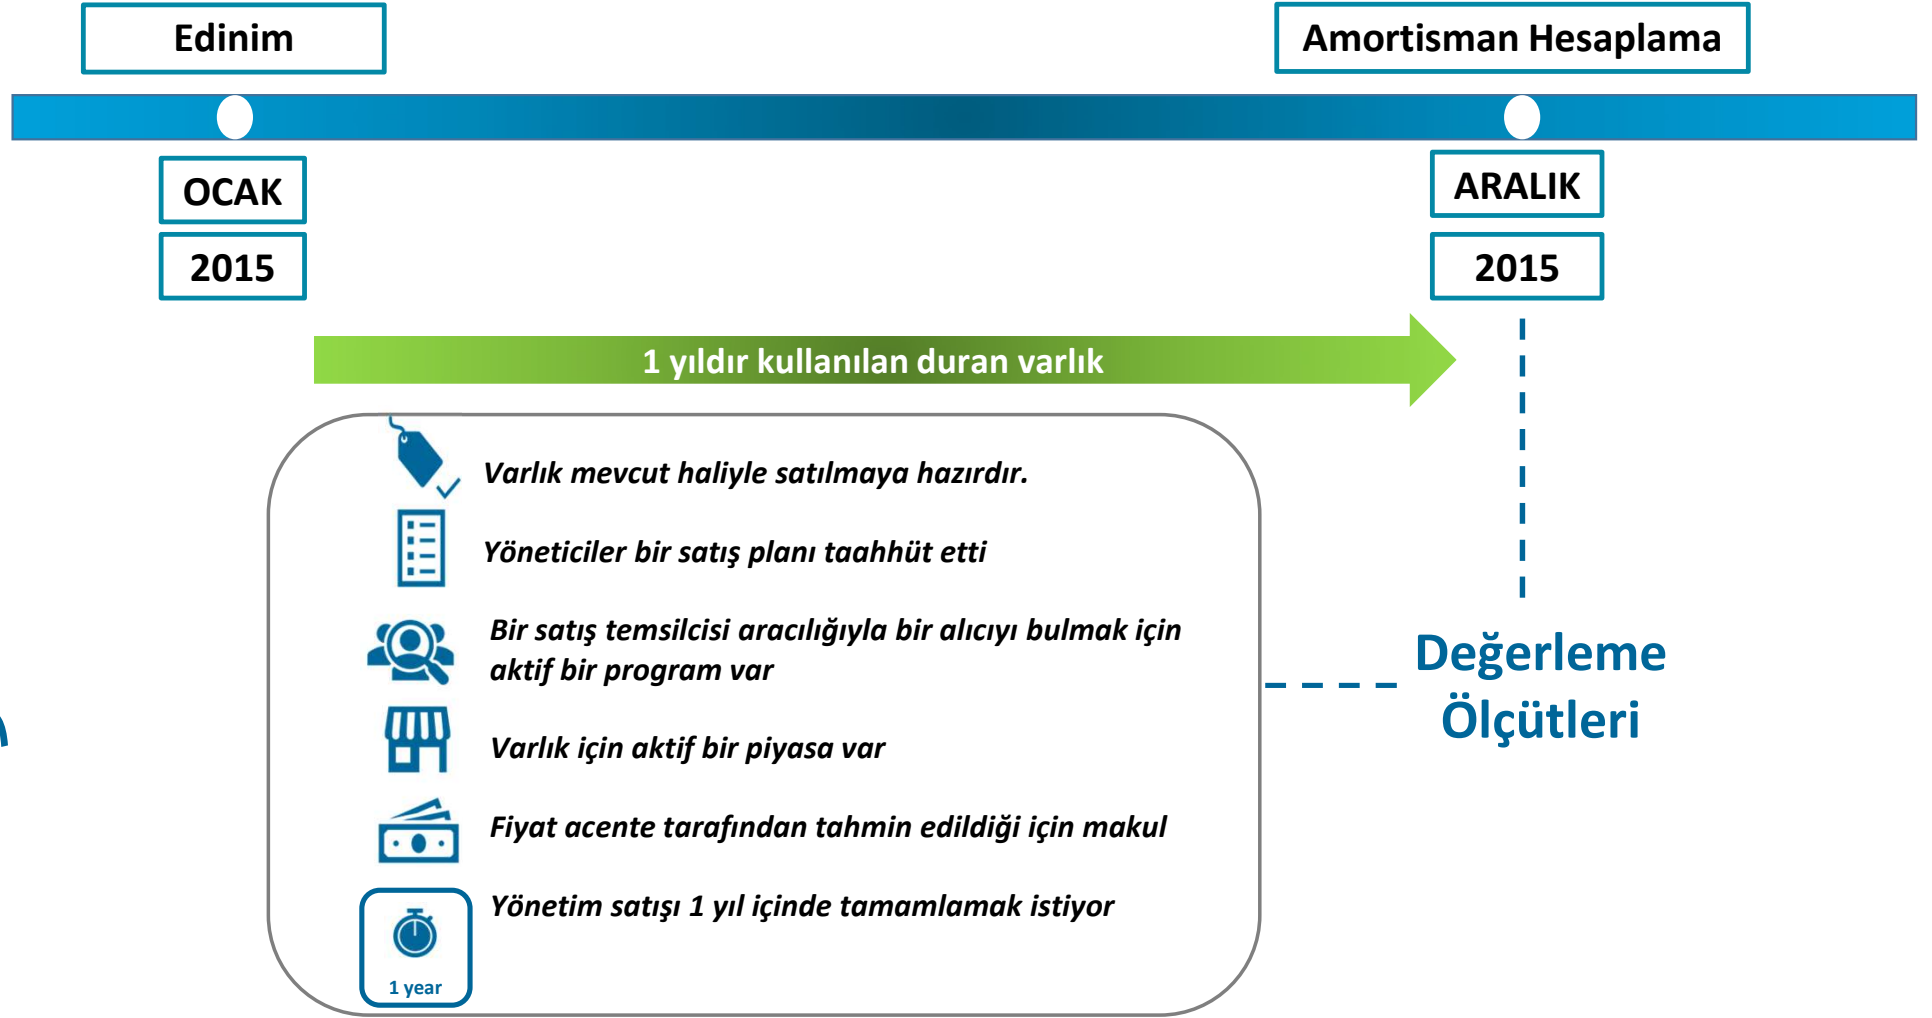 Edinim
Amortisman Hesaplama
OCAK
2015
ARALIK
2015
1 yıldır kullanılan duran varlık
Varlık mevcut haliyle satılmaya hazırdır.
Yöneticiler bir satış planı taahhüt etti
Bir satış temsilcisi aracılığıyla bir alıcıyı bulmak için
aktif bir program var
Varlık için aktif bir piyasa var
Fiyat acente tarafından tahmin edildiği için makul
Yönetim satışı 1 yıl içinde tamamlamak istiyor
1 year
Değerleme
Ölçütleri